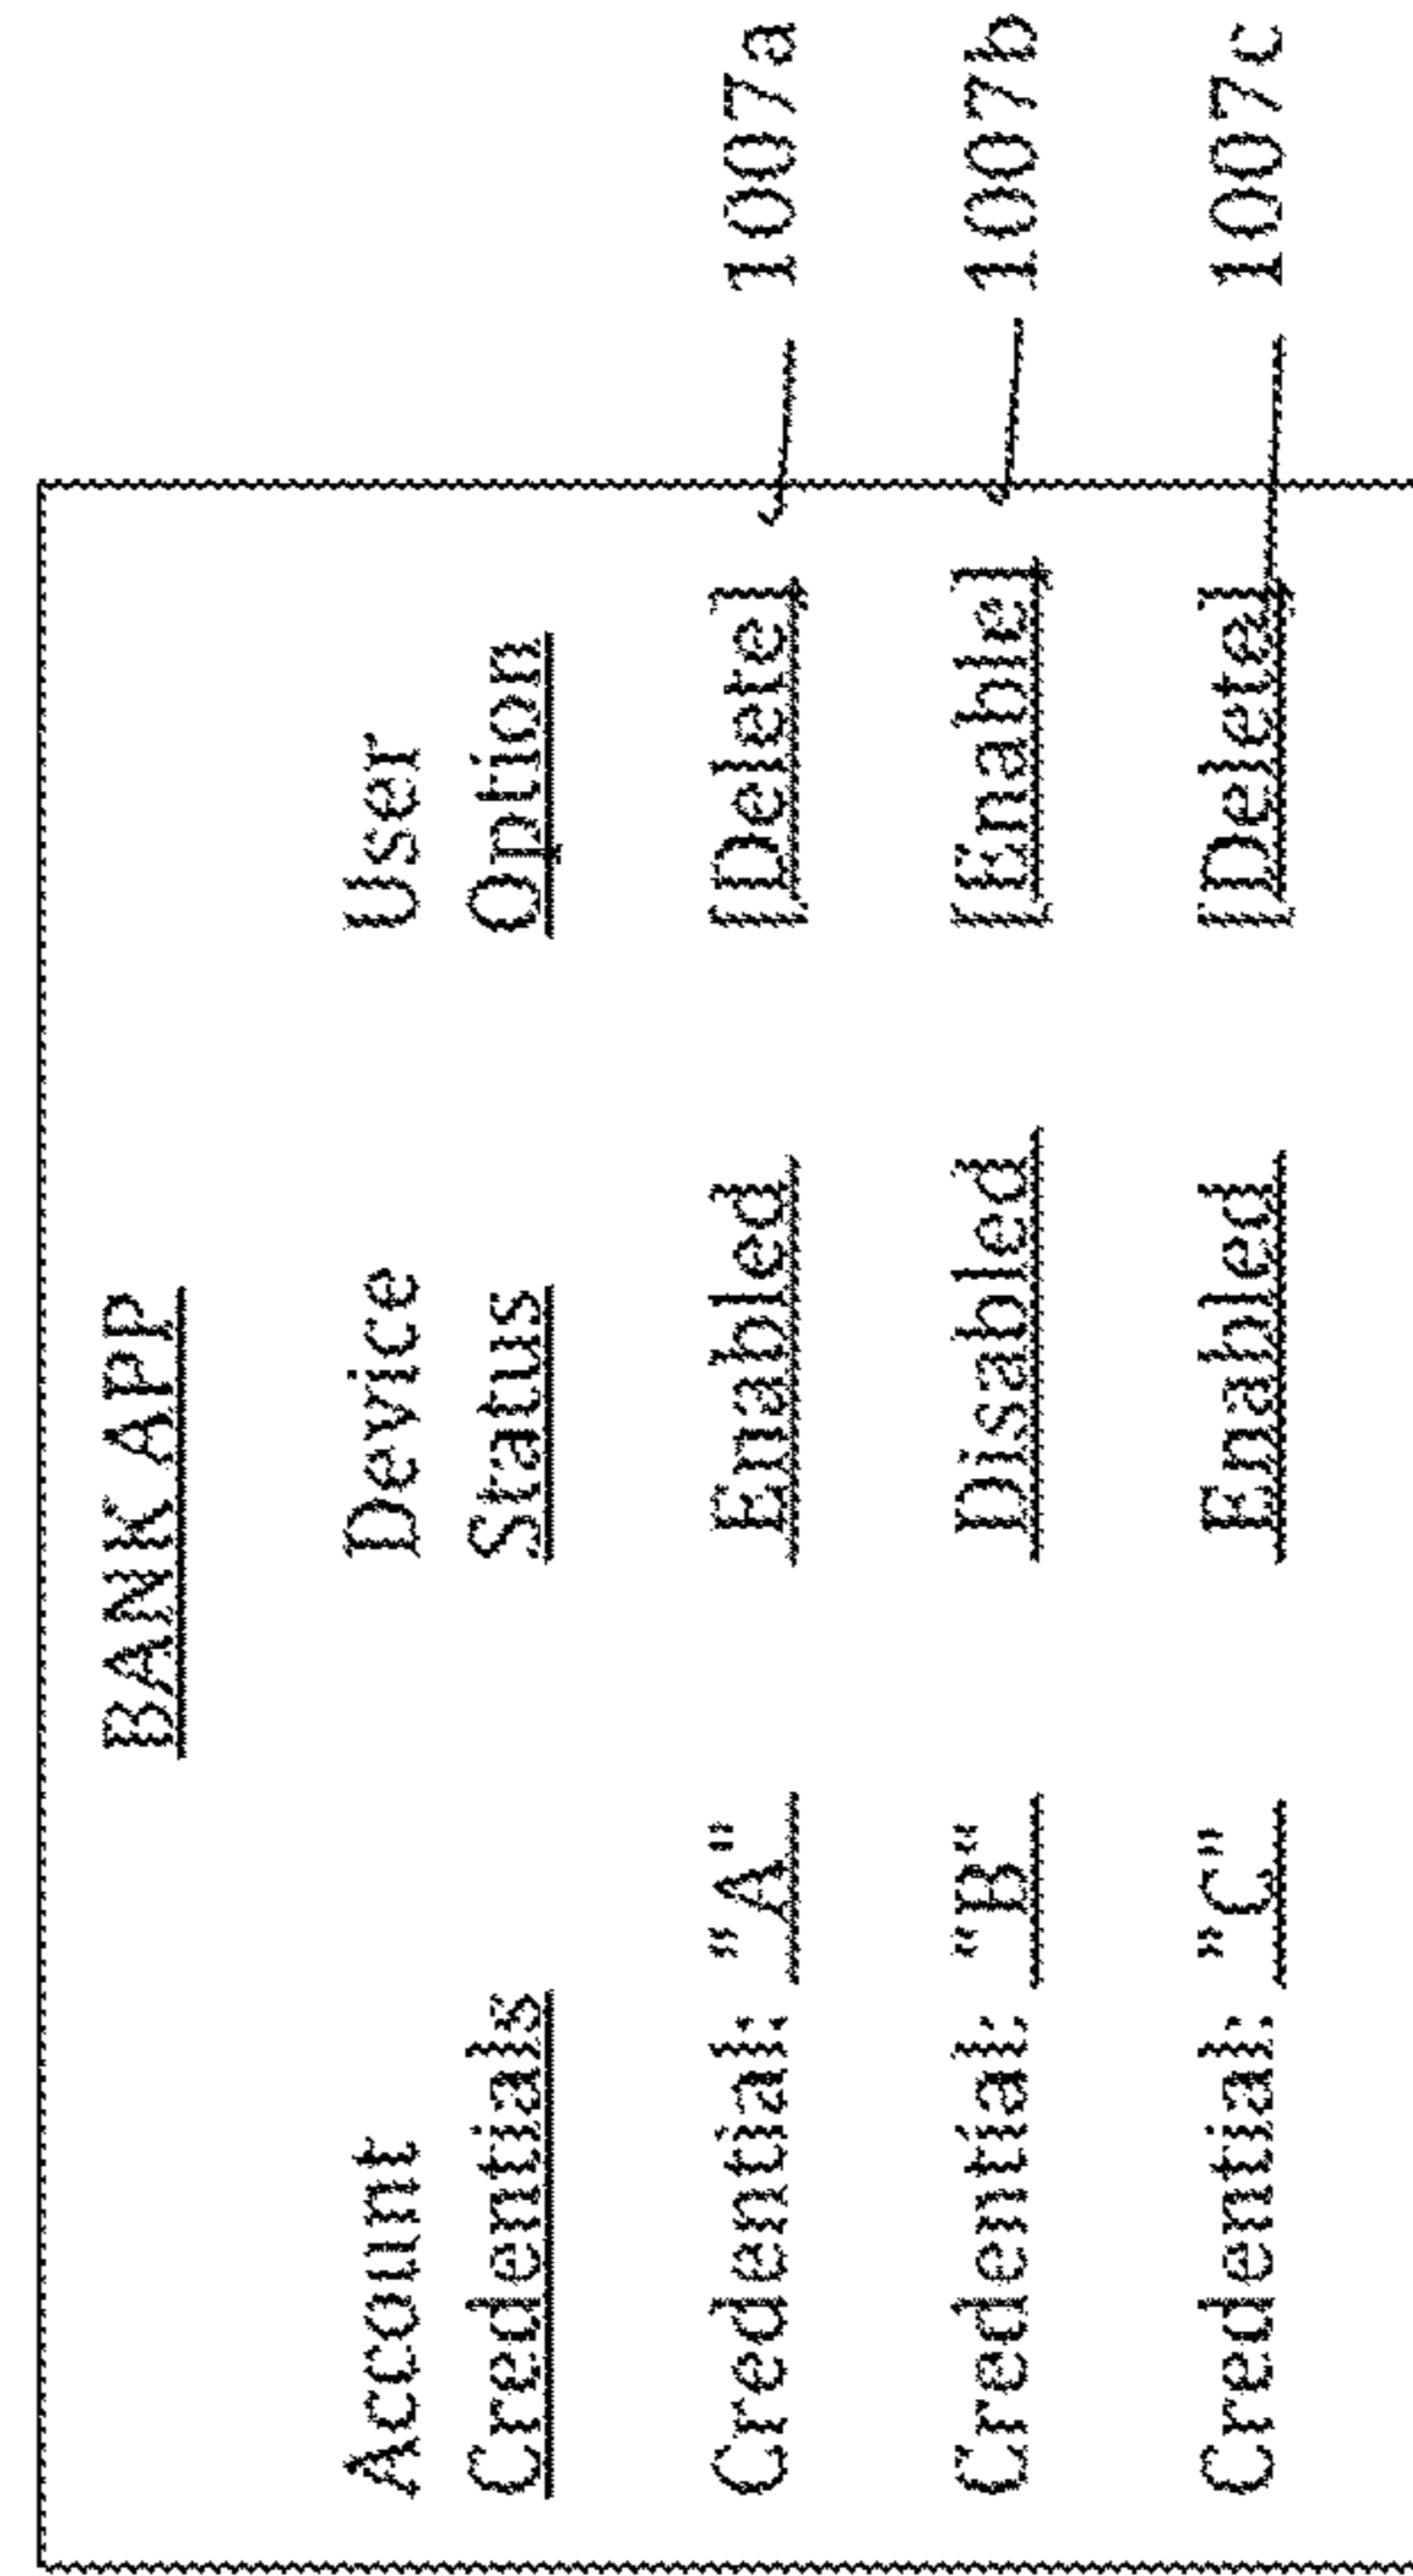 BANK APP
Account Device User
Credentials Status Option
Credential: "A" Enabled [Delete] 1007a
Credential: "B" Disabled [Enable] 1007b
Credential: "C" Enabled [Delete] 1007c